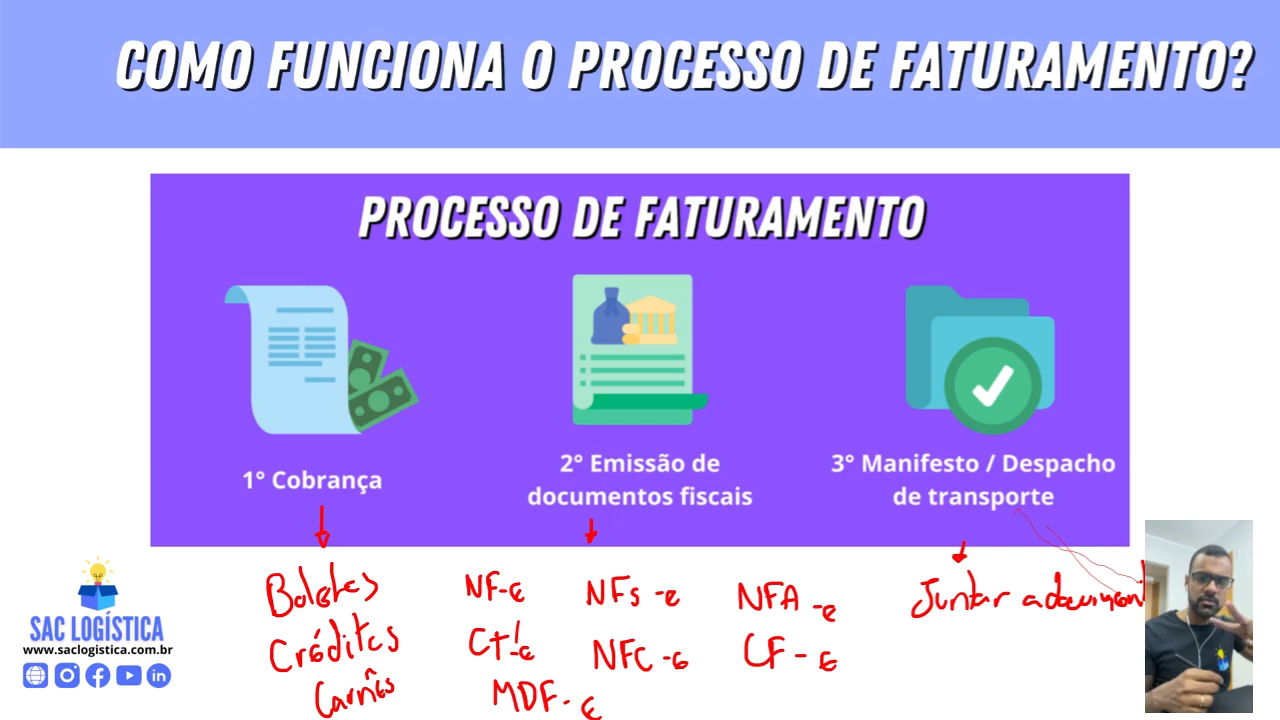 COMO FUNCIONA O PROCESSO DE FATURAMENTO?
PROCESSO DE FATURAMENTO
1° Cobrança
2° Emissão de
documentos fiscais
3° Manifesto / Despacho
de transporte
Boletos
Créditos
Carnês
NF-e NFs-e NFA-e
CT-e NFC-e CF-e
MDF-e
Juntar a
SAC LOGÍSTICA
www.saclogistica.com.br